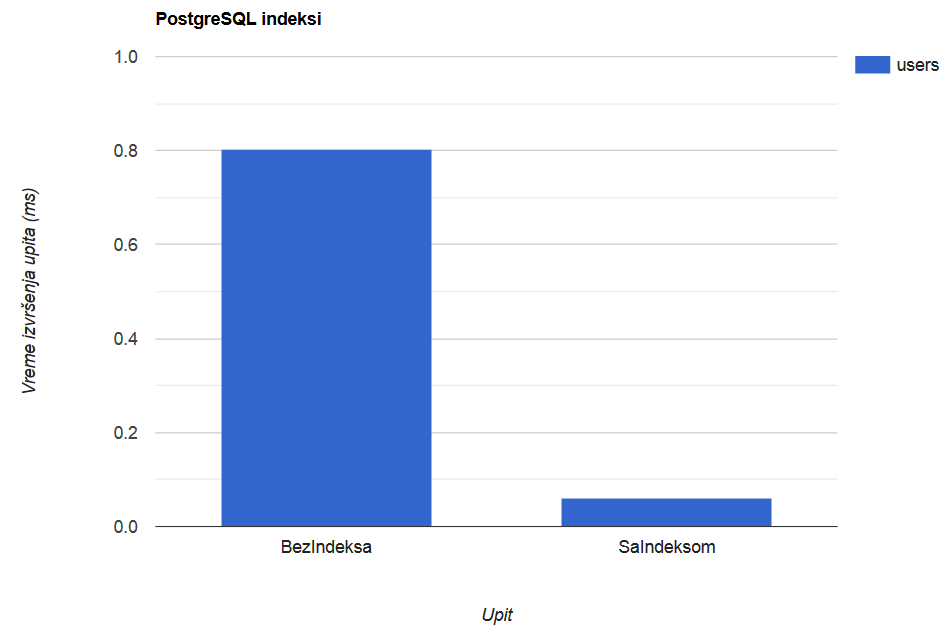 PostgreSQL indeksi
1.0
0.8
0.6
0.4
0.2
0.0
Vreme izvršenja upita (ms)
users
BezIndeksa
SaIndeksom
Upit